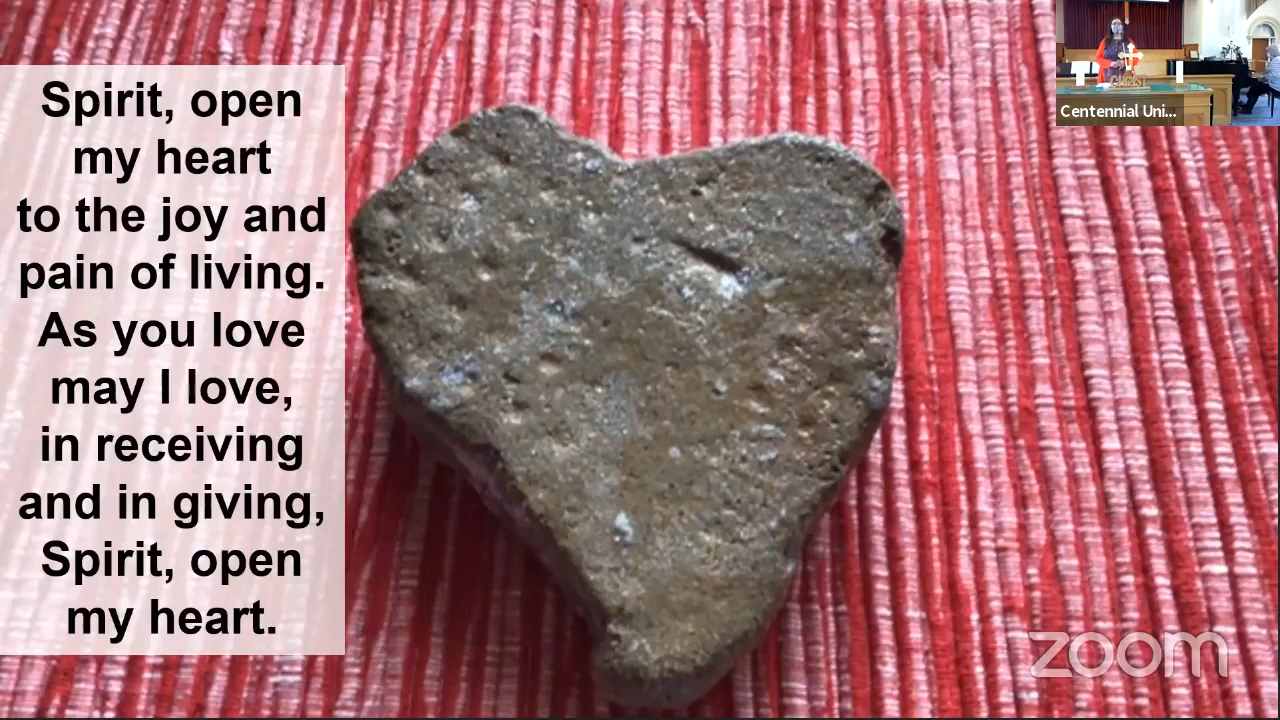 Spirit, open
my heart
to the joy and
pain of living.
As you love
may I love,
in receiving
and in giving,
Spirit, open
my heart.
Centennial Uni...
zoom